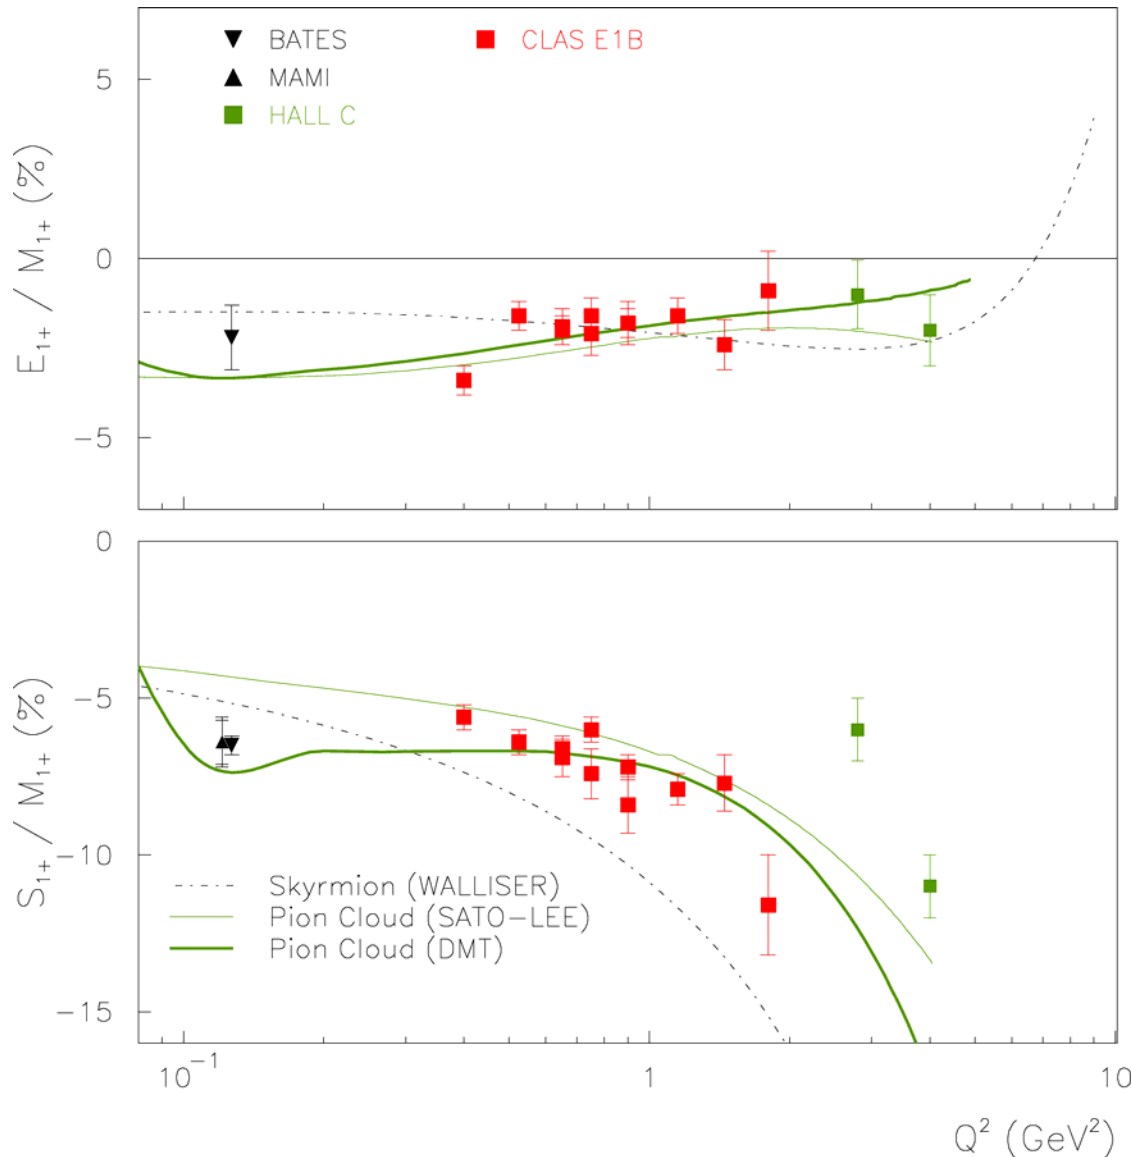 BATES
CLAS E1B
MAMI
HALL C
5
0
−5
E1+ / M1+ (%)
0
−5
−10
−15
S1+ / M1+ (%)
Skyrmion (WALLISER)
Pion Cloud (SATO−LEE)
Pion Cloud (DMT)
10−1
1
10
Q2 (GeV2)